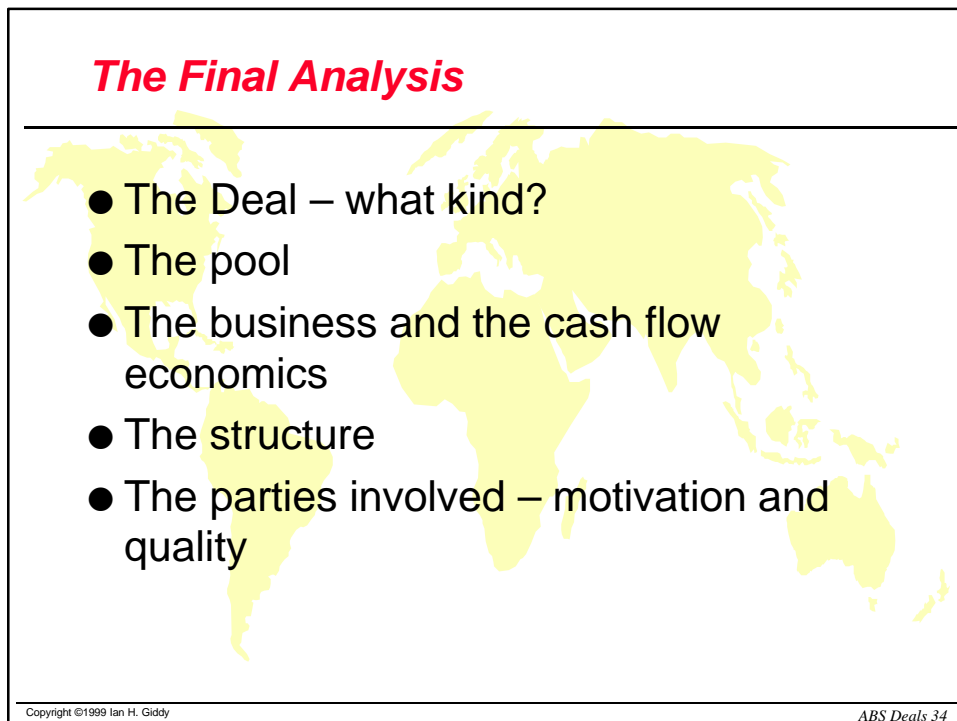 The Final Analysis
● The Deal – what kind?
● The pool
● The business and the cash flow
economics
● The structure
● The parties involved – motivation and
quality
Copyright ©1999 Ian H. Giddy
ABS Deals 34